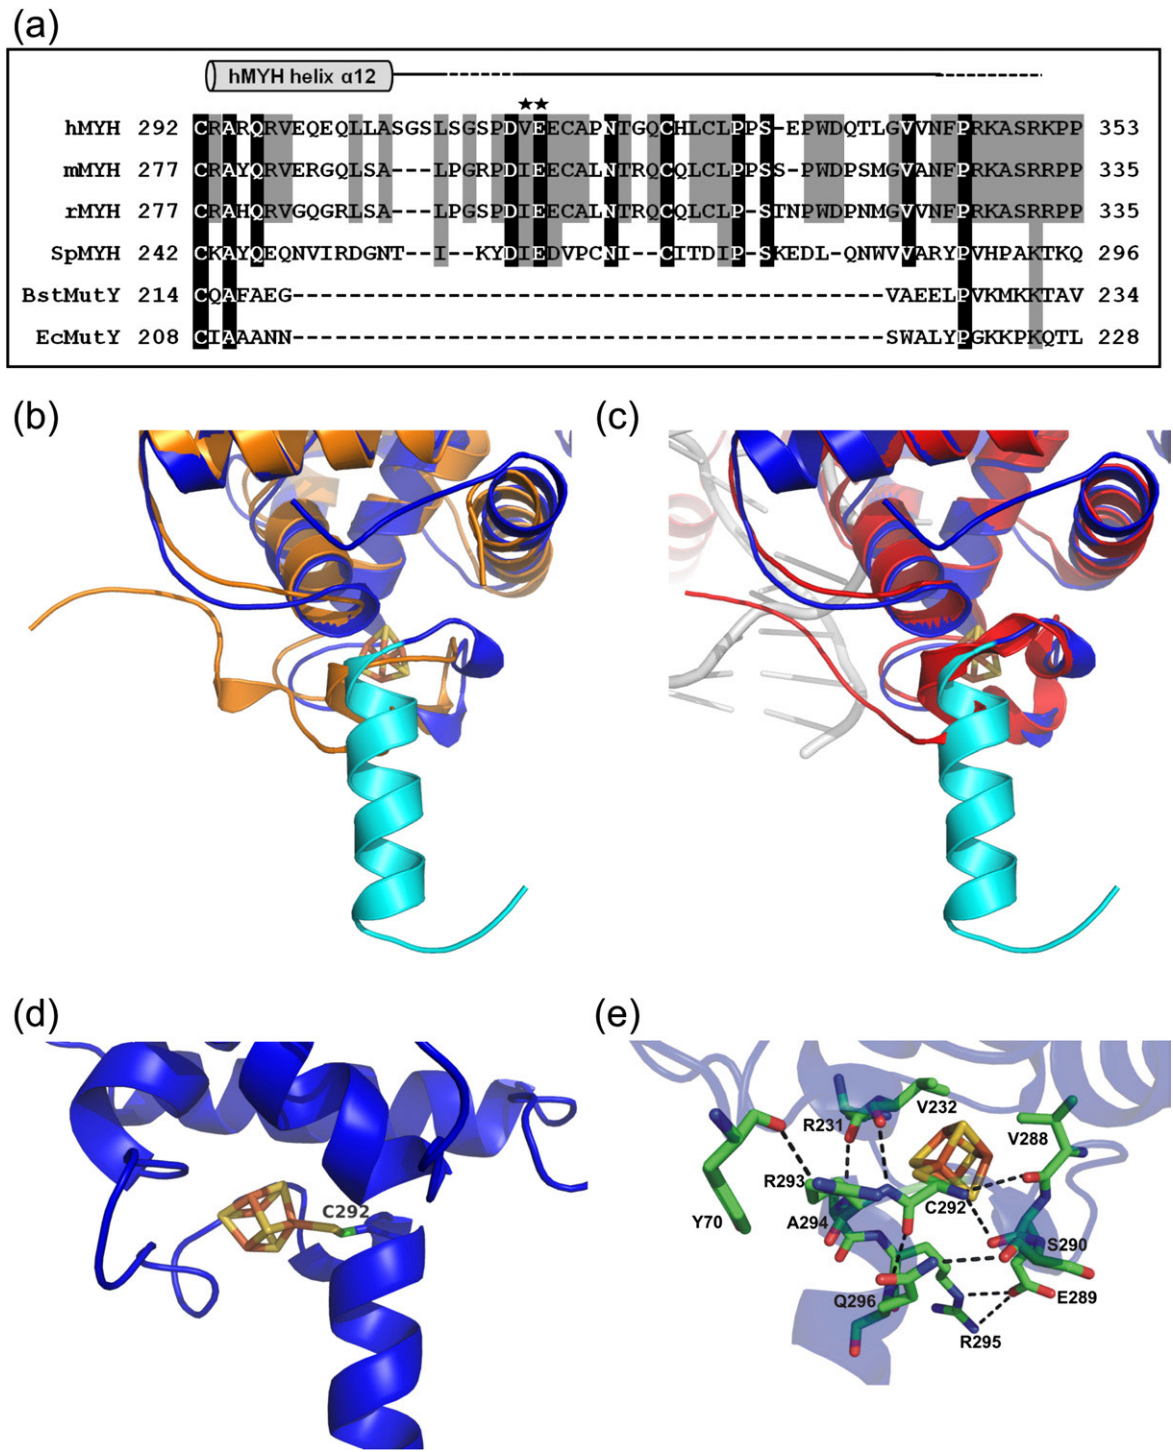 (a)
hMYH helix α12
★★
hMYH 292 CRARQRVEQEQLLASGSLSGSPDVEECAPNTGQCHLCLPPS-EPWDQTLGVVNFPRKASRKPP 353
mMYH 277 CRAYQRVERGQLSA--LPGRPDIEECALNTRQCQLCLPPSS-PWDPSMGVANFPRKASRRPP 335
rMYH 277 CRAHQRVGQGRLSA---LPGSPDIEECALNTRQCQLCLP-STNPWDPNMGVVNFPRKASRRPP 335
SpMYH 242 CKAYQEQNVIRDGNT--I--KYDIEDVPCNI--CITDIP-SKEDL-QNWVVARYPVHPAKTKQ 296
BstMutY 214 CQAFAEG------------------------------------------VAEELPVKMKKTAV 234
EcMutY 208 CIAAANN------------------------------------------SWALYPGKKPKQTL 228
(b)
(c)
(d)
C292
(e)
V232
R231
V288
R293
C292
Y70
A294
S290
Q296
E289
R295